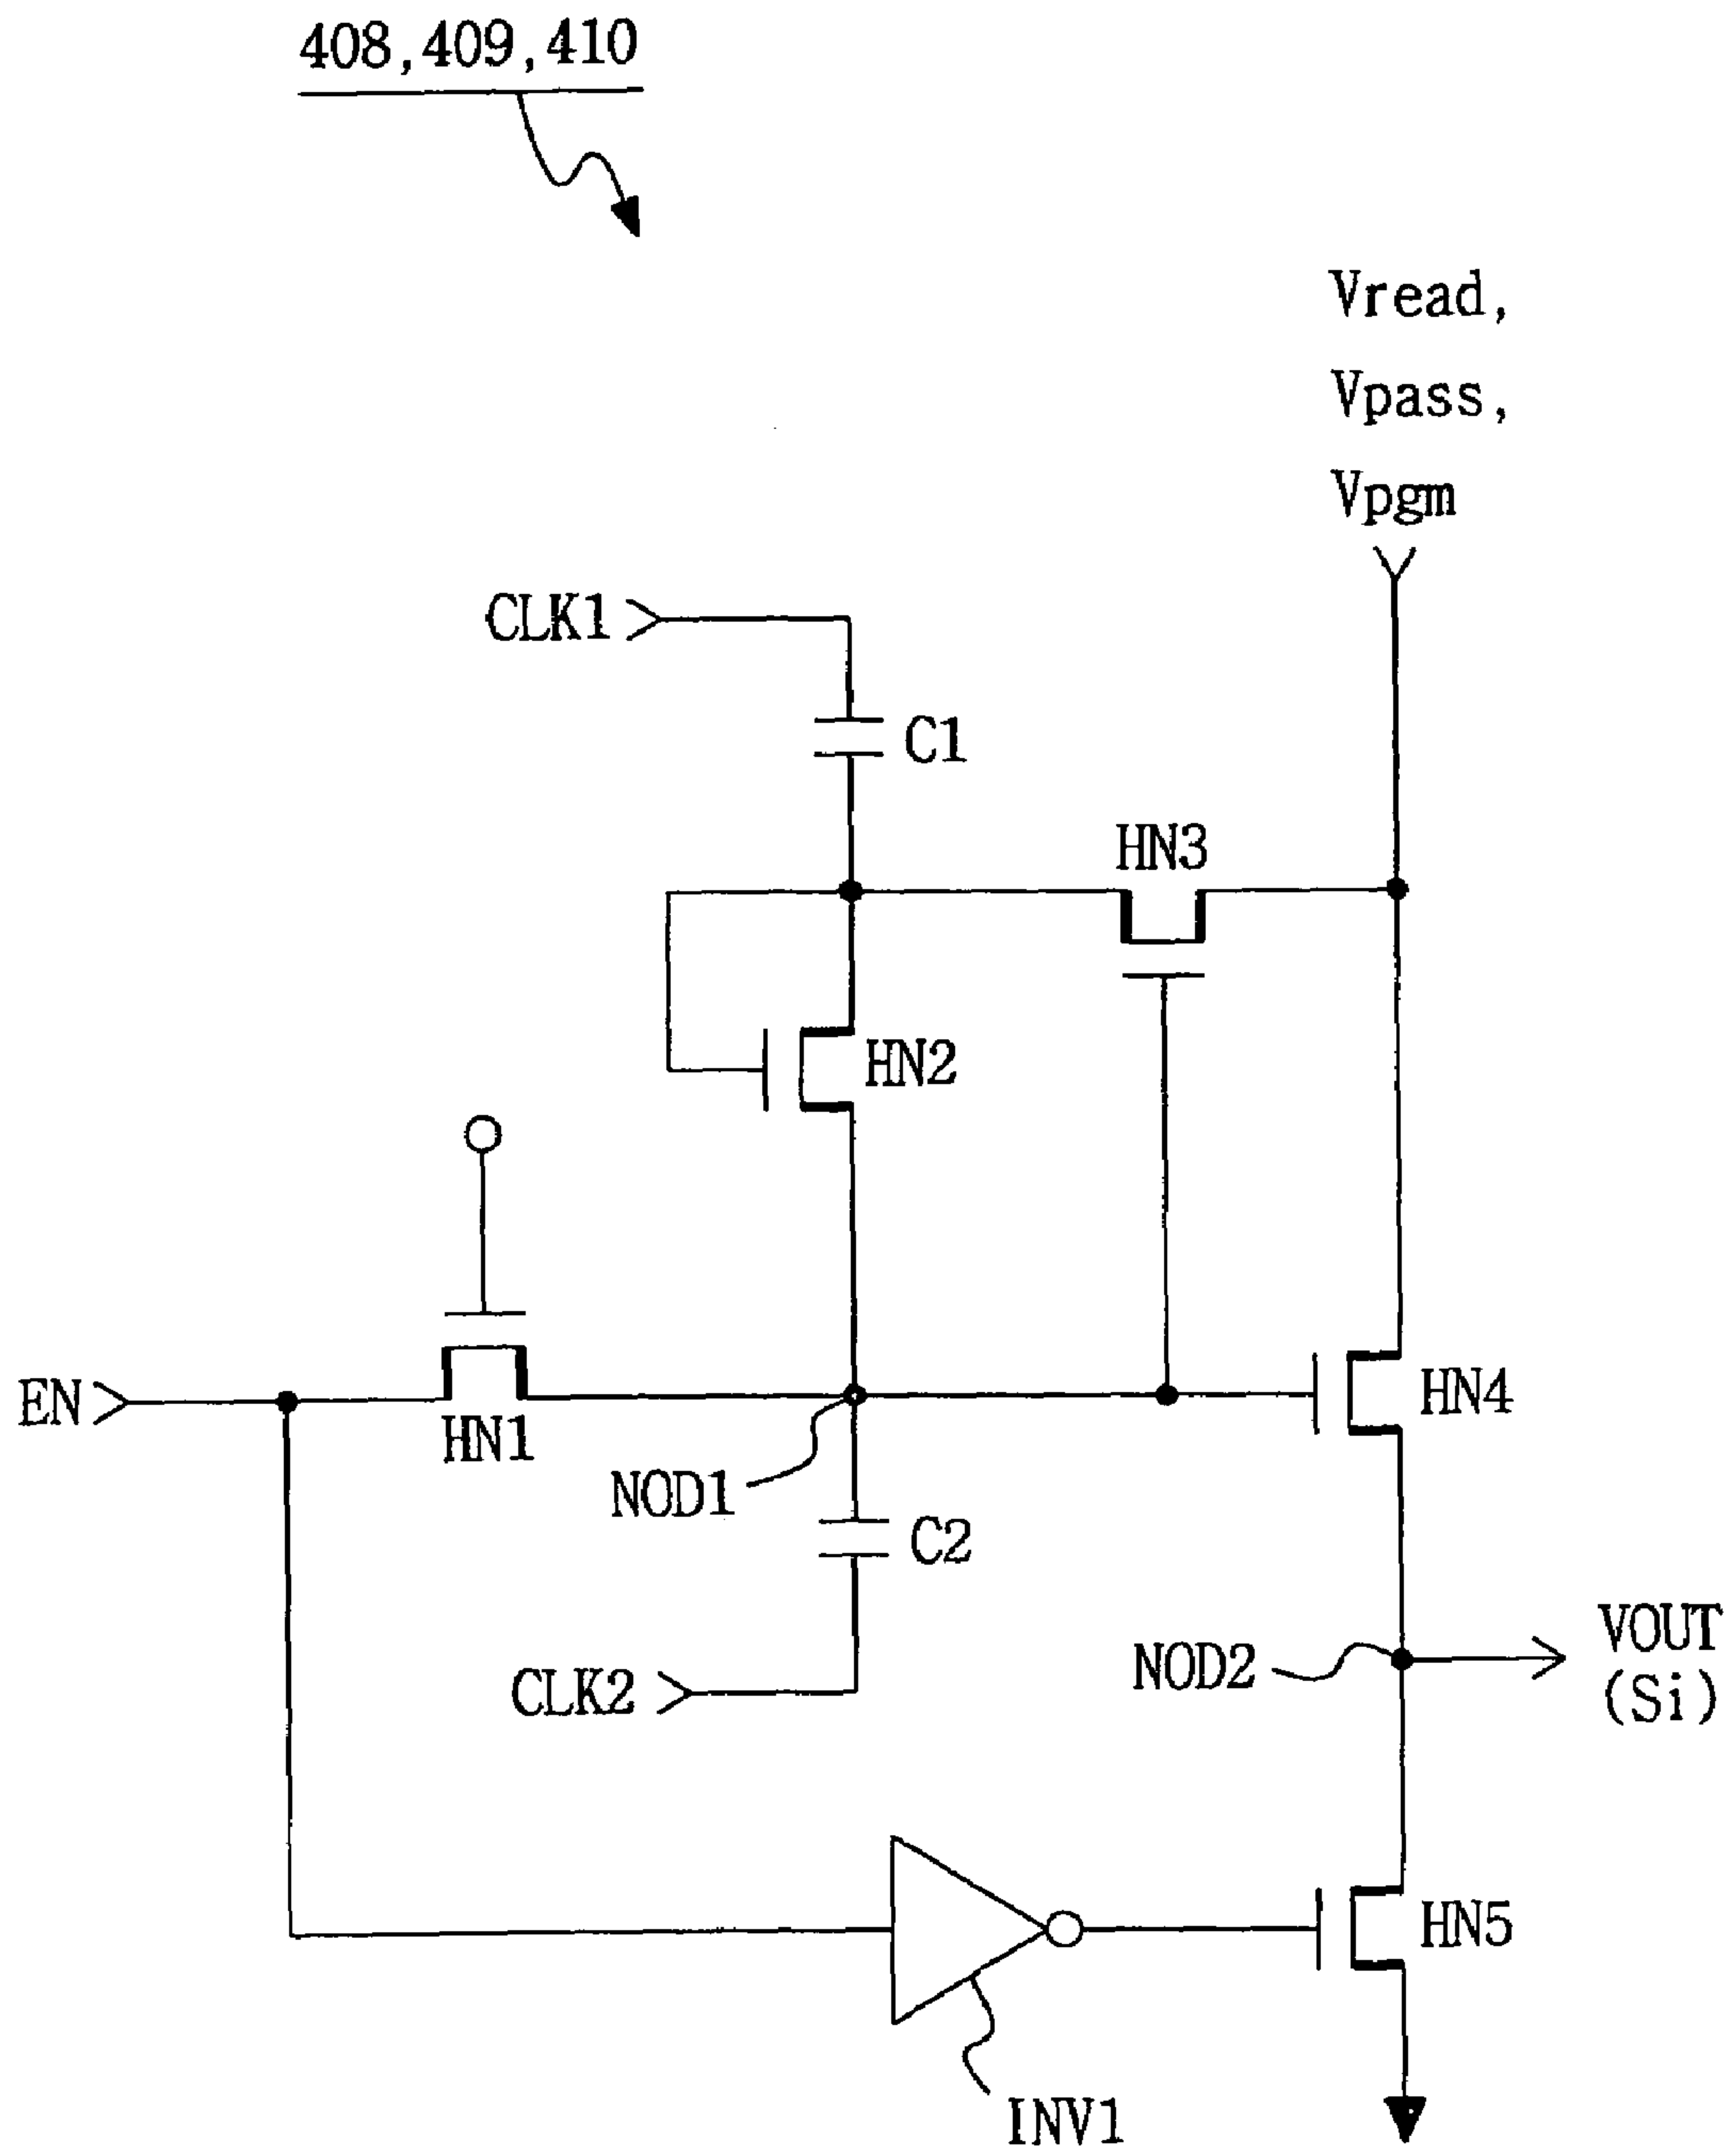 408,409,410
Vread,
Vpass,
Vpgm
CLK1
C1
HN3
HN2
EN
HN1
HN4
NOD1
C2
CLK2
NOD2
VOUT
(Si)
HN5
INV1